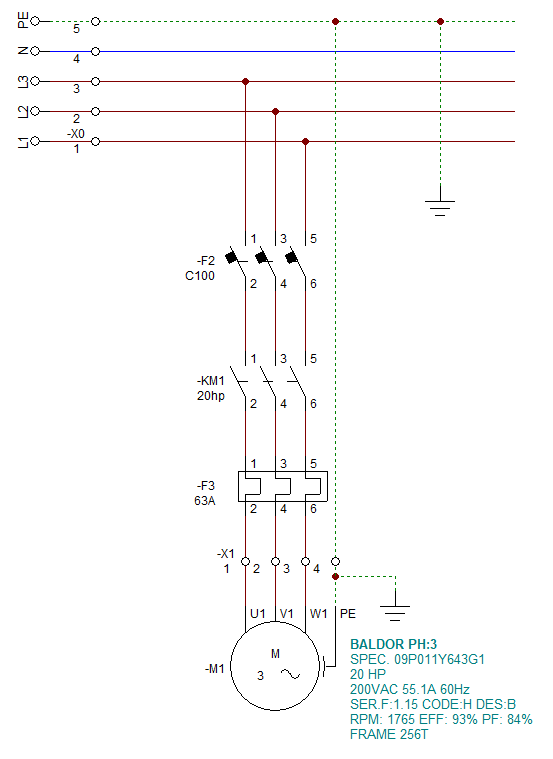 PE 5
N 4
L3 3
L2 2
L1 -X0 1
1 3 5
-F2
C100
2 4 6
1 3 5
-KM1
20hp
2 4 6
1 3 5
-F3
63A
2 4 6
-X1
1 2 3 4
U1 V1 W1 PE
M
-M1
3
BALDOR PH:3
SPEC. 09P011Y643G1
20 HP
200VAC 55.1A 60Hz
SER.F:1.15 CODE:H DES:B
RPM: 1765 EFF: 93% PF: 84%
FRAME 256T